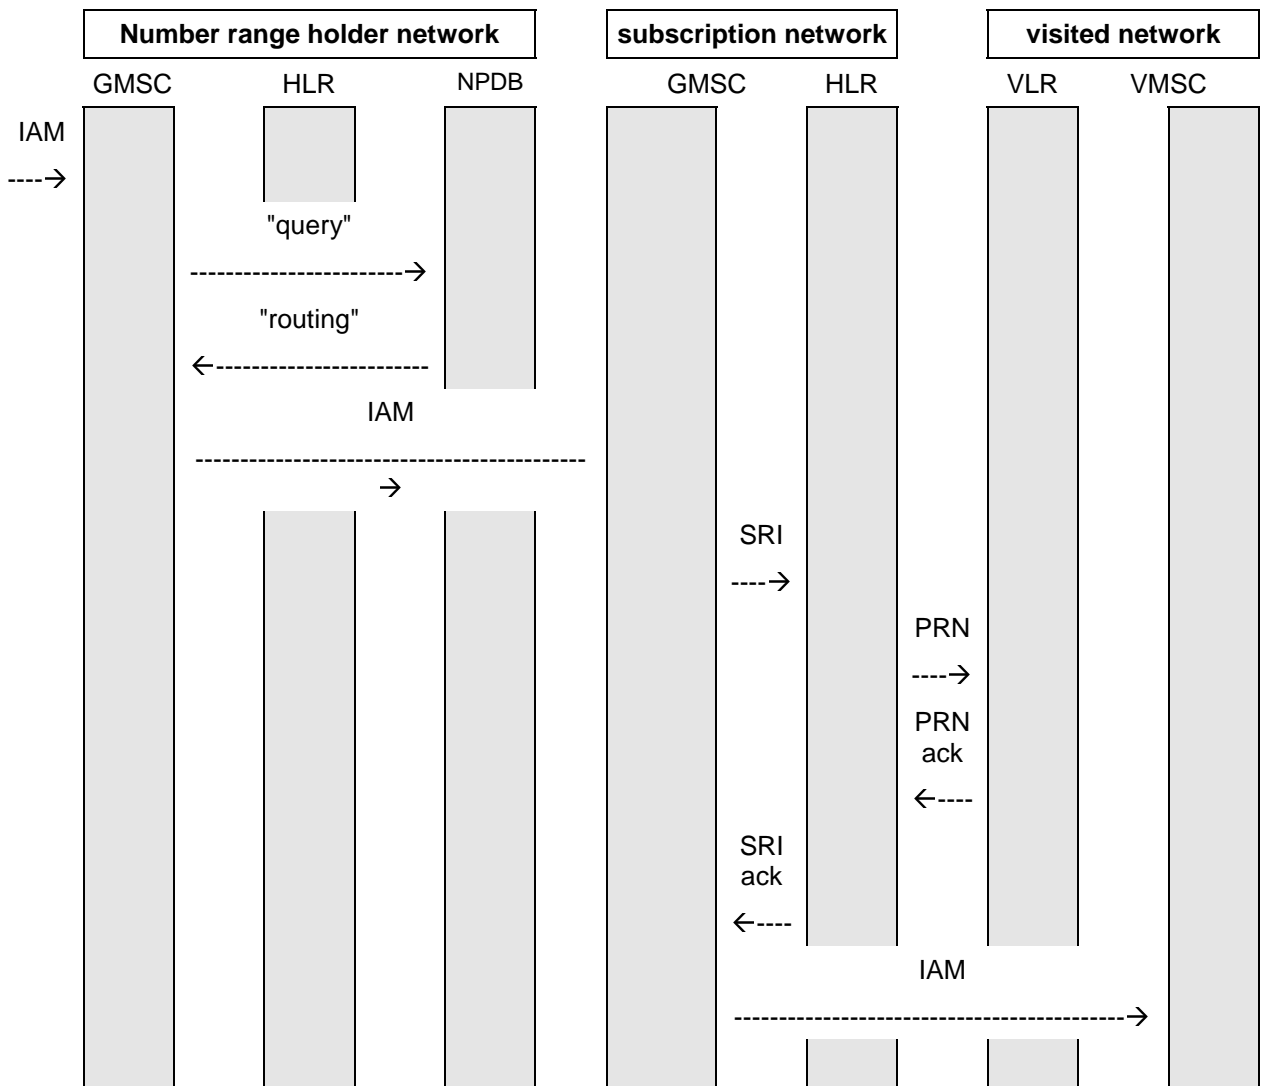 Number range holder network
subscription network
visited network
GMSC
HLR
NPDB
GMSC
HLR
VLR
VMSC
IAM
---->
"query"
------------------------>
"routing"
<------------------------
IAM
--------------------------------------------
>
SRI
---->
PRN
---->
PRN
ack
<----
SRI
ack
<----
IAM
-------------------------------------------->